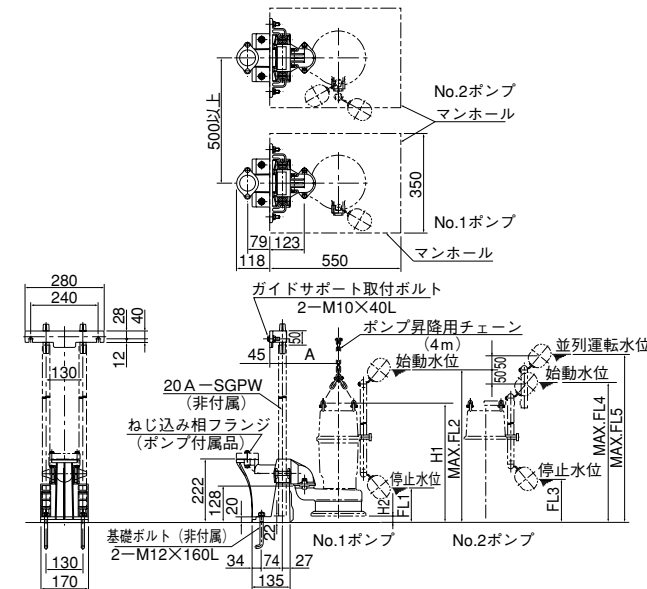 No.2ポンプ
マンホール
500以上
350
No.1ポンプ
79
123
118
550
マンホール
280
240
28
40
12
130
ガイドサポート取付ボルト
2−M10×40L
50
45
A
ポンプ昇降用チェーン
(4m)
始動水位
並列運転水位
50
50
始動水位
20A−SGPW
(非付属)
ねじ込み相フランジ
(ポンプ付属品)
H1
MAX.FL2
MAX.FL4
MAX.FL5
停止水位
停止水位
222
128
20
22
H2
FL1
FL3
基礎ボルト(非付属)
2−M12×160L
No.1ポンプ
No.2ポンプ
34
74
27
135
130
170